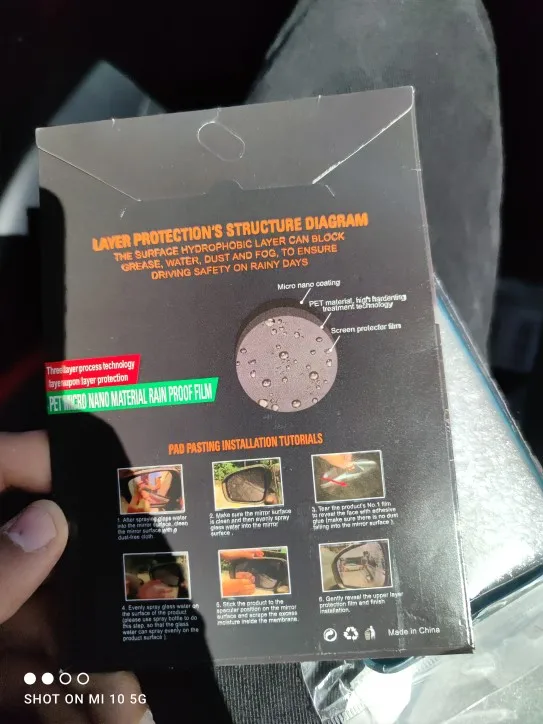 LAYER PROTECTION'S STRUCTURE DIAGRAM
THE SURFACE HYDROPHOBIC LAYER CAN BLOCK
GREASE, WATER, DUST AND FOG, TO ENSURE
DRIVING SAFETY ON RAINY DAYS
Micro nano coating
PET material, high hardening
treatment technology
Screen protector film
Three layer process technology
layer upon layer protection
PET MICRO NANO MATERIAL RAIN PROOF FILM
PAD PASTING INSTALLATION TUTORIALS
1. After spraying glass water
into the mirror surface, clean
the mirror surface with a
dust-free cloth.
2. Make sure the mirror surface
is clean and then evenly spray
glass water into the mirror
surface .
3. Tear the product's No.1 film
to reveal the face with adhesive
glue (make sure there is no dust
falling into the mirror surface ).
4. Evenly spray glass water on
the surface of the product
(please use spray bottle to do
this step, so that the glass
water can spray evenly on the
product surface )
5. Stick the product to the
specular position on the mirror
surface and scrape the excess
moisture inside the membrane.
6. Gently reveal the upper layer
protection film and finish
installation.
Made in China
SHOT ON MI 10 5G